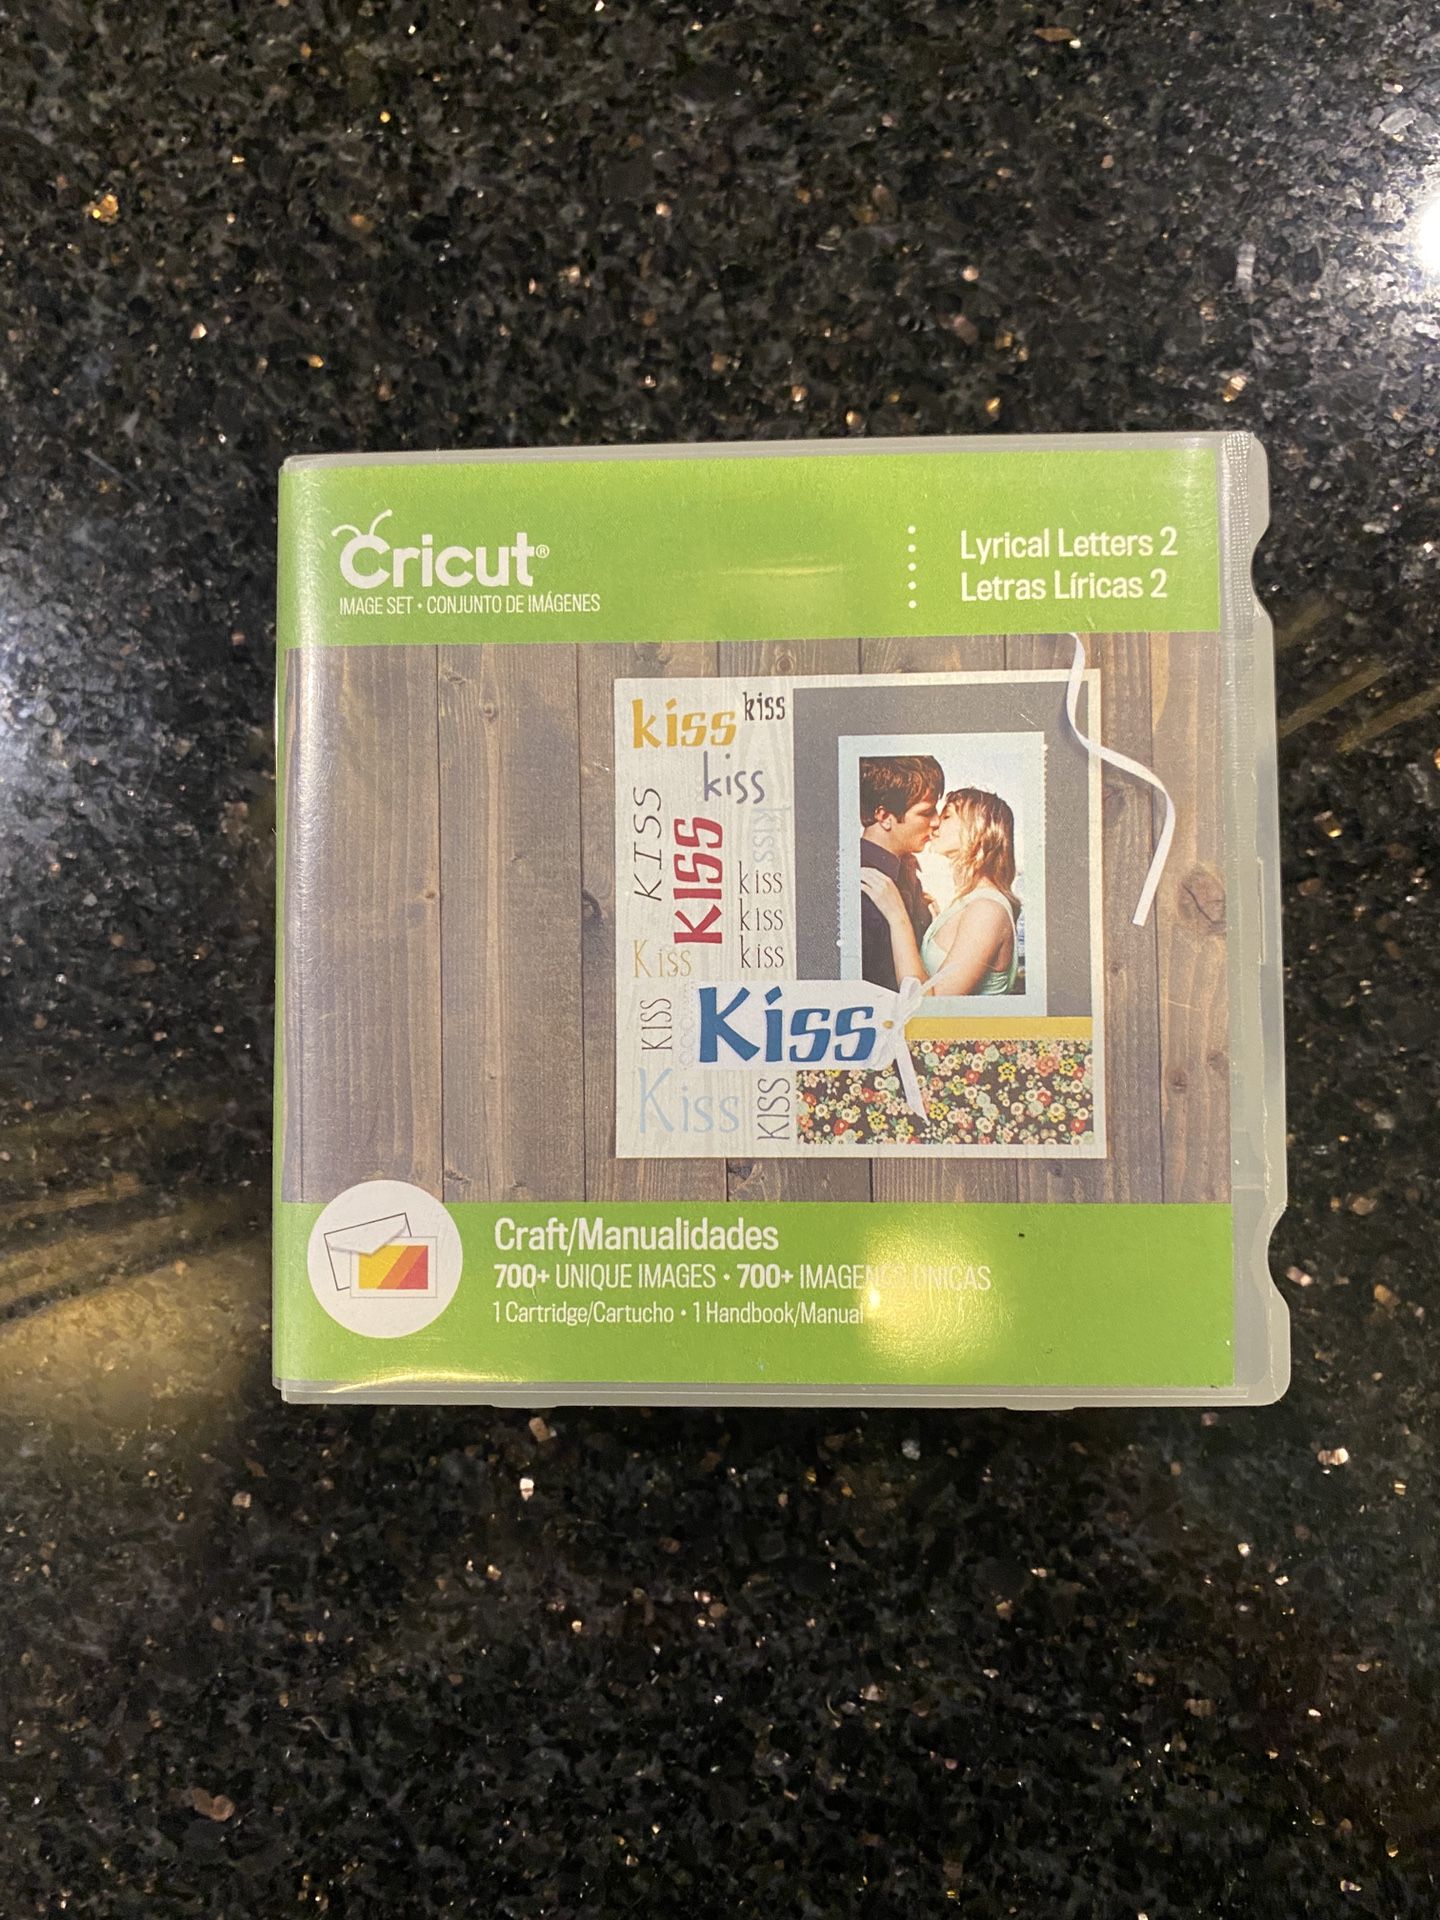 Cricut®
IMAGE SET • CONJUNTO DE IMÁGENES
Lyrical Letters 2
Letras Líricas 2
kiss
kiss
kiss
KISS
KISS
kiss
kiss
kiss
kiss
Kiss
Kiss
KISS
Kiss
KISS
Craft/Manualidades
700+ UNIQUE IMAGES • 700+ IMAGENES ÚNICAS
1 Cartridge/Cartucho • 1 Handbook/Manual